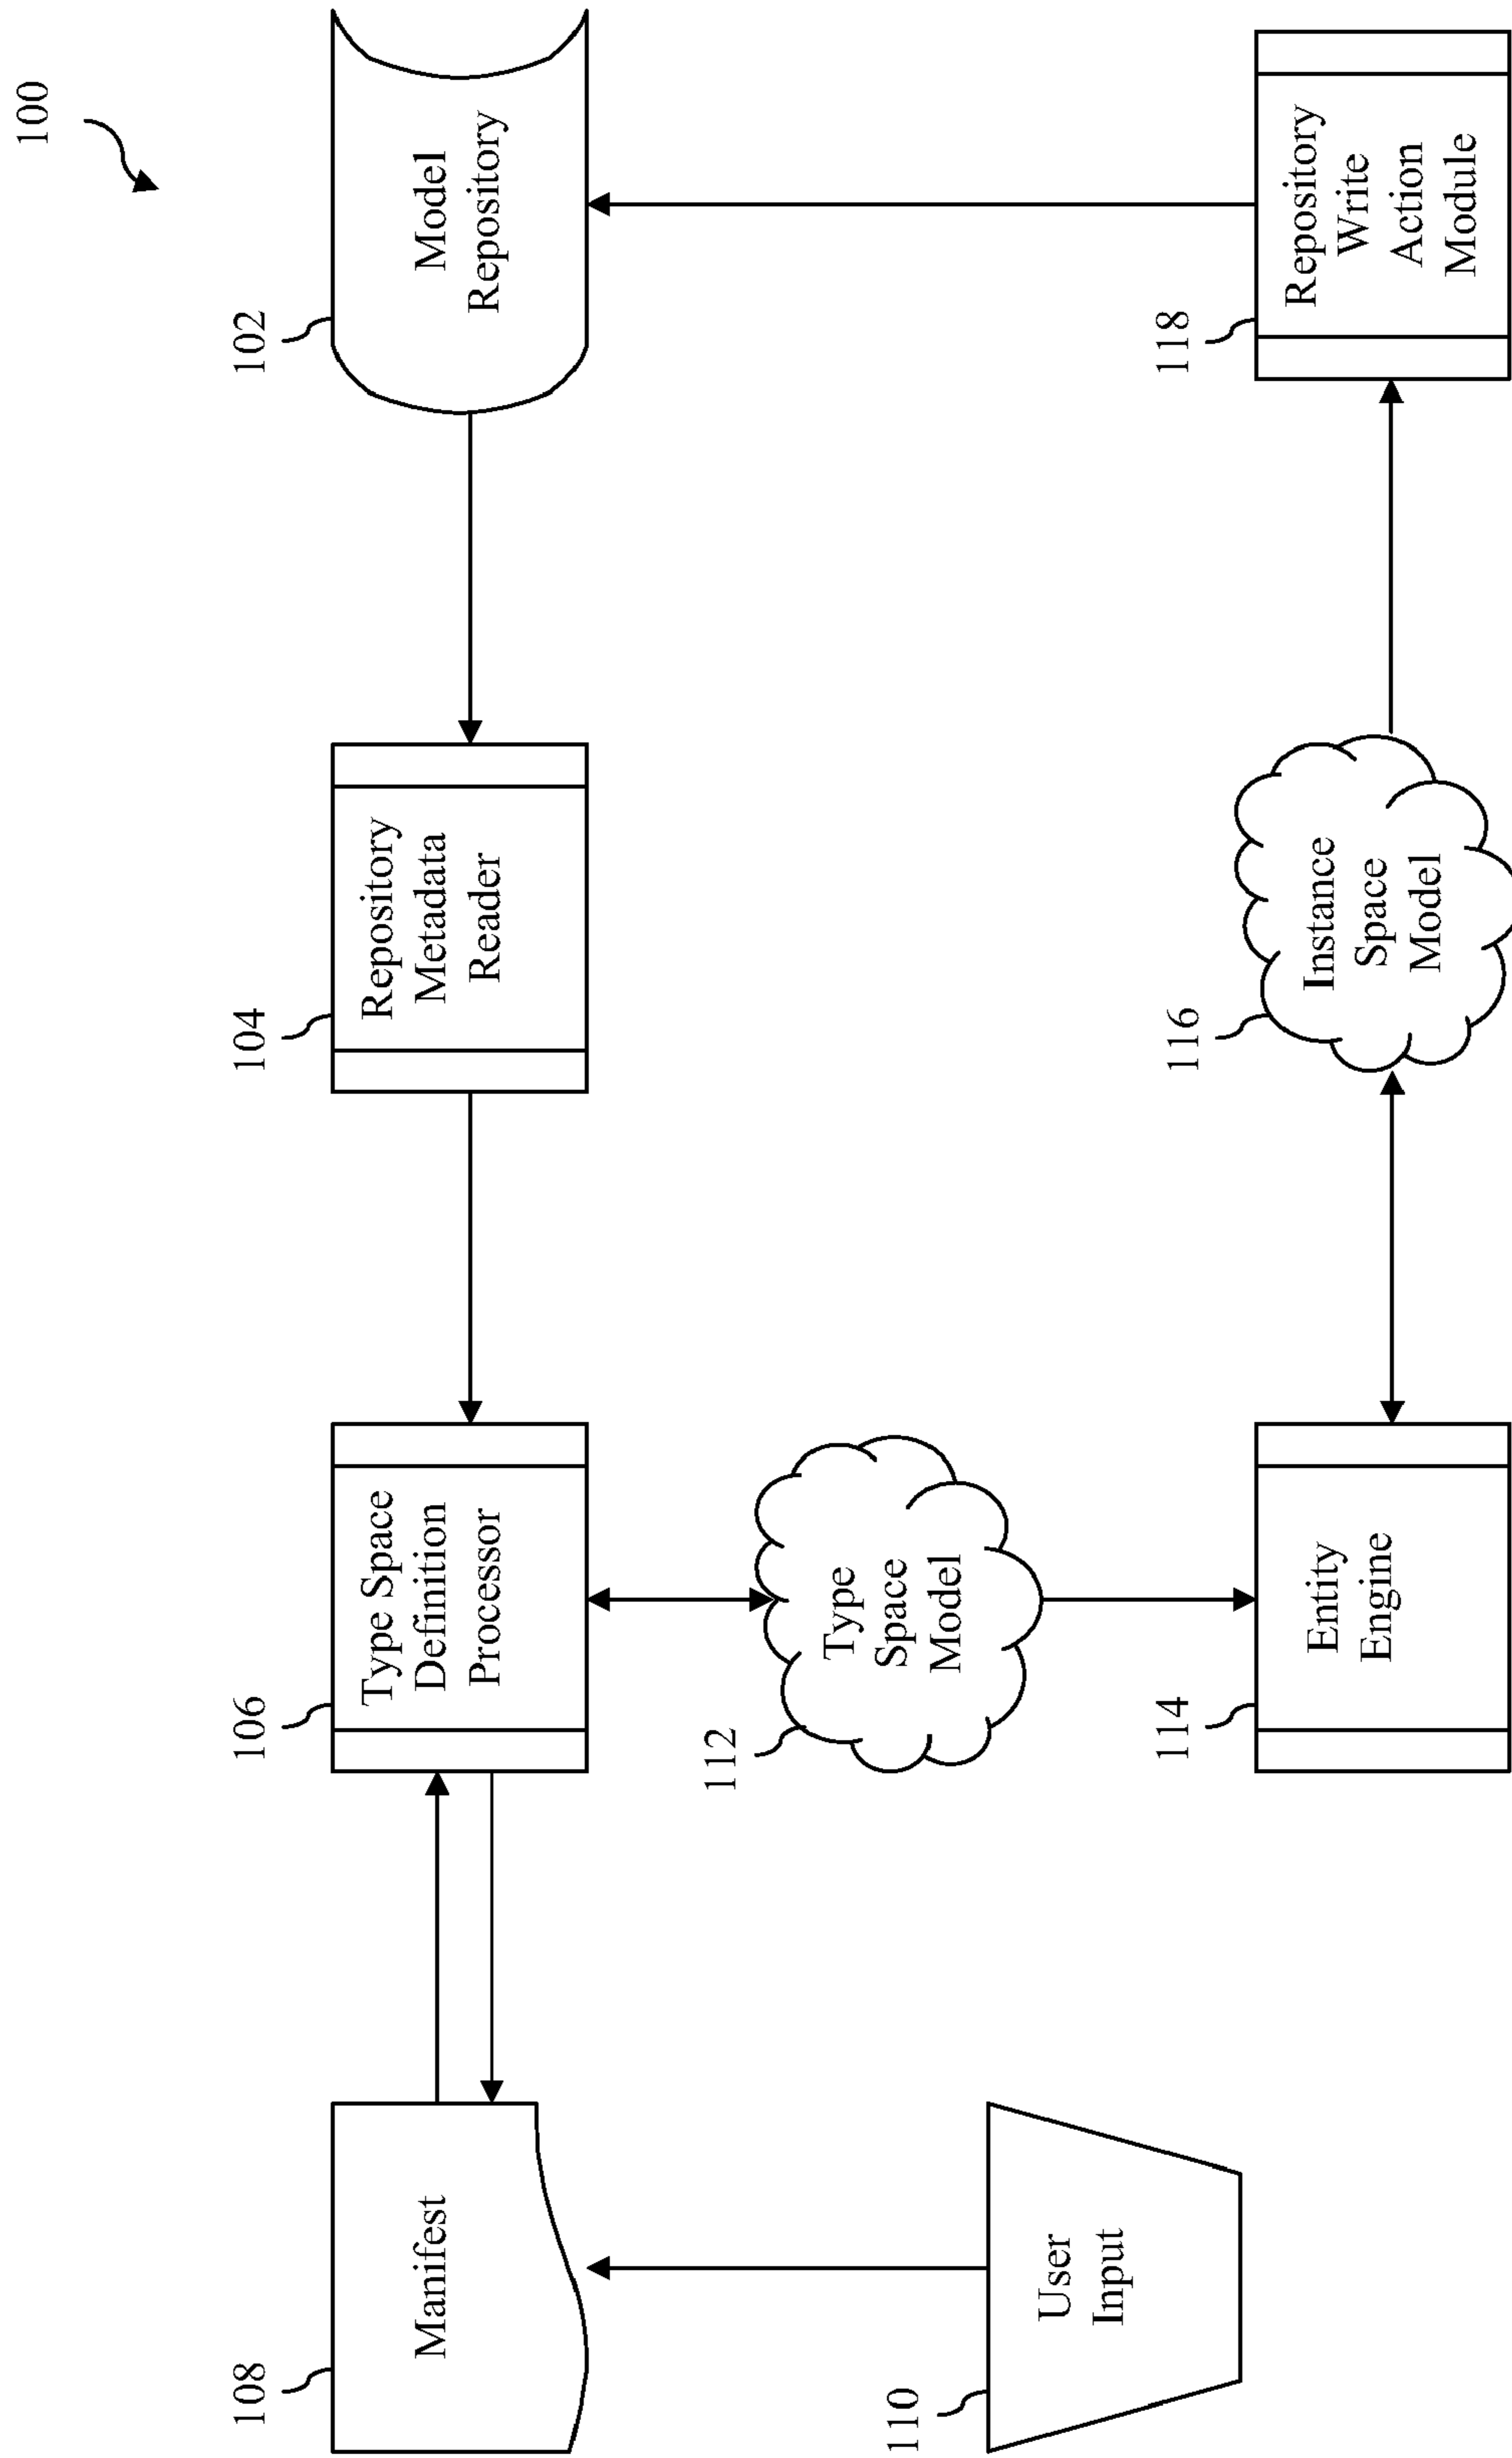 100
108
Manifest
106
Type Space
Definition
Processor
104
Repository
Metadata
Reader
102
Model
Repository
112
Type
Space
Model
110
User
Input
114
Entity
Engine
116
Instance
Space
Model
118
Repository
Write
Action
Module